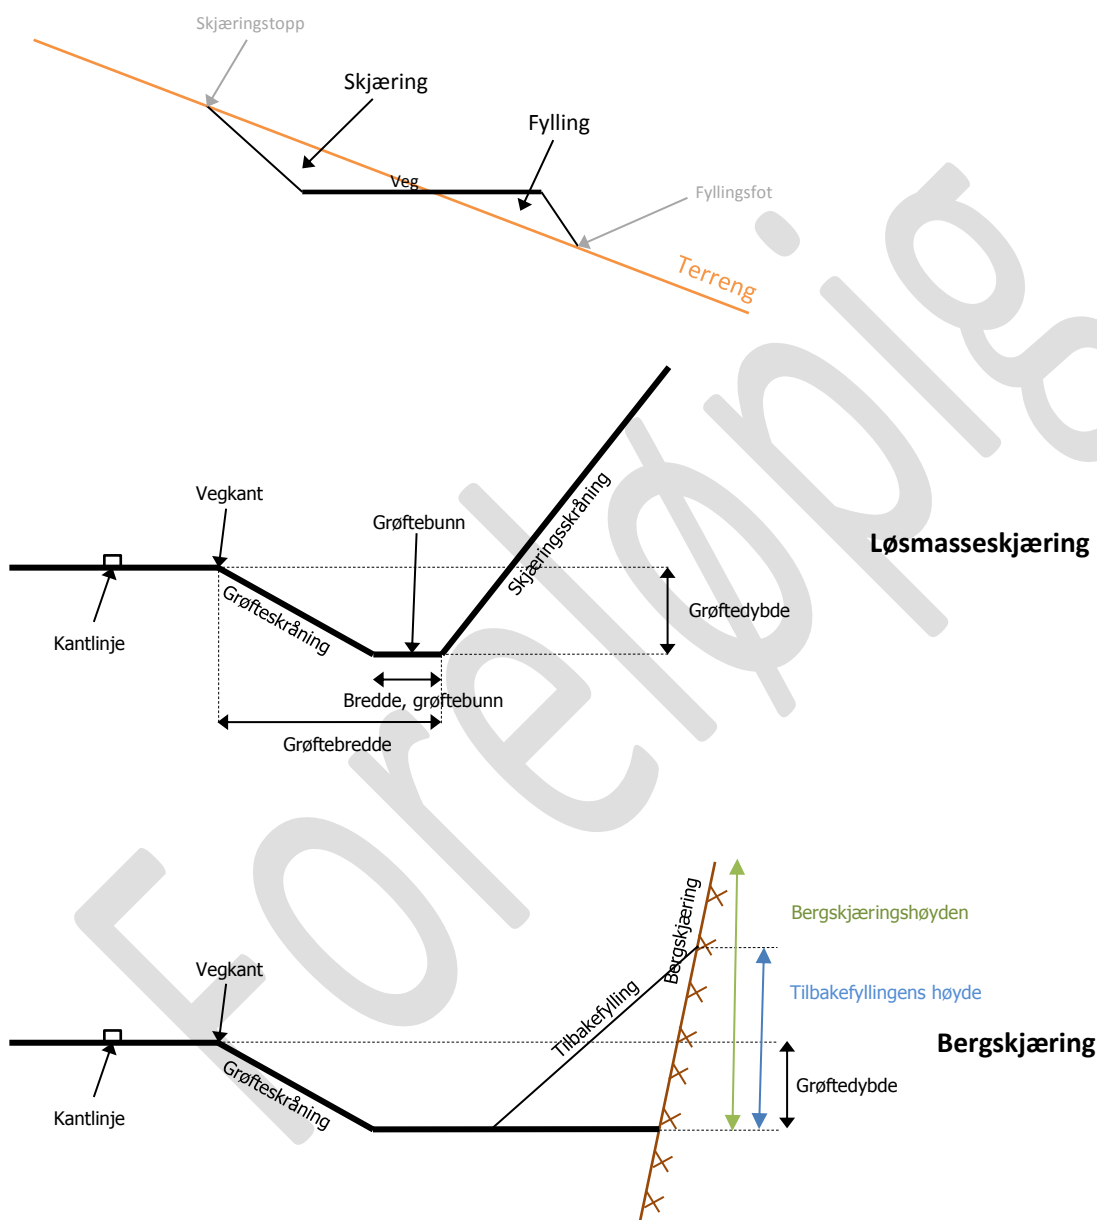 Skjæringstopp
Skjæring
Fylling
Veg
Fyllingsfot
Terreng
Vegkant
Grøftebunn
Skjæringsskråning
Løsmasseskjæring
Grøfteskråning
Grøftedybde
Kantlinje
Bredde, grøftebunn
Grøftebredde
Bergskjæring
Bergskjæringshøyden
Vegkant
Tilbakefylling
Tilbakefyllingens høyde
Bergskjæring
Grøfteskråning
Grøftedybde
Kantlinje
Foreløpig